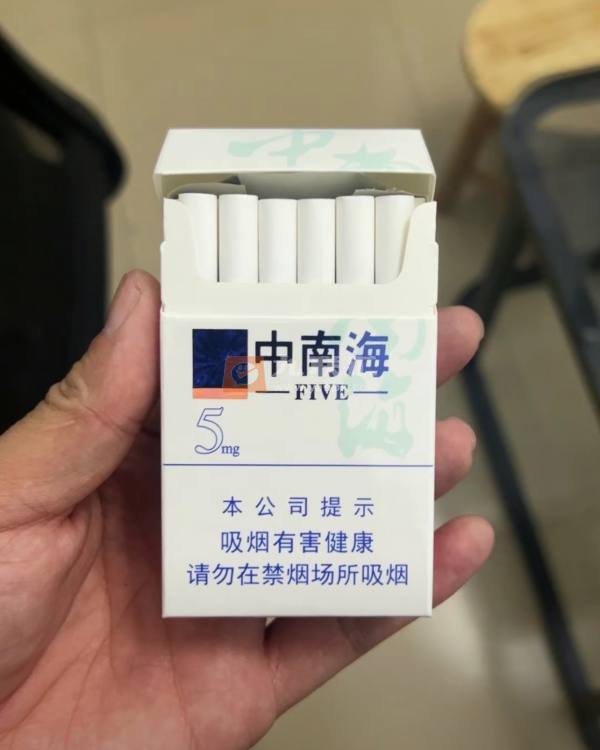 中南海
FIVE
5mg
本公司提示
吸烟有害健康
请勿在禁烟场所吸烟